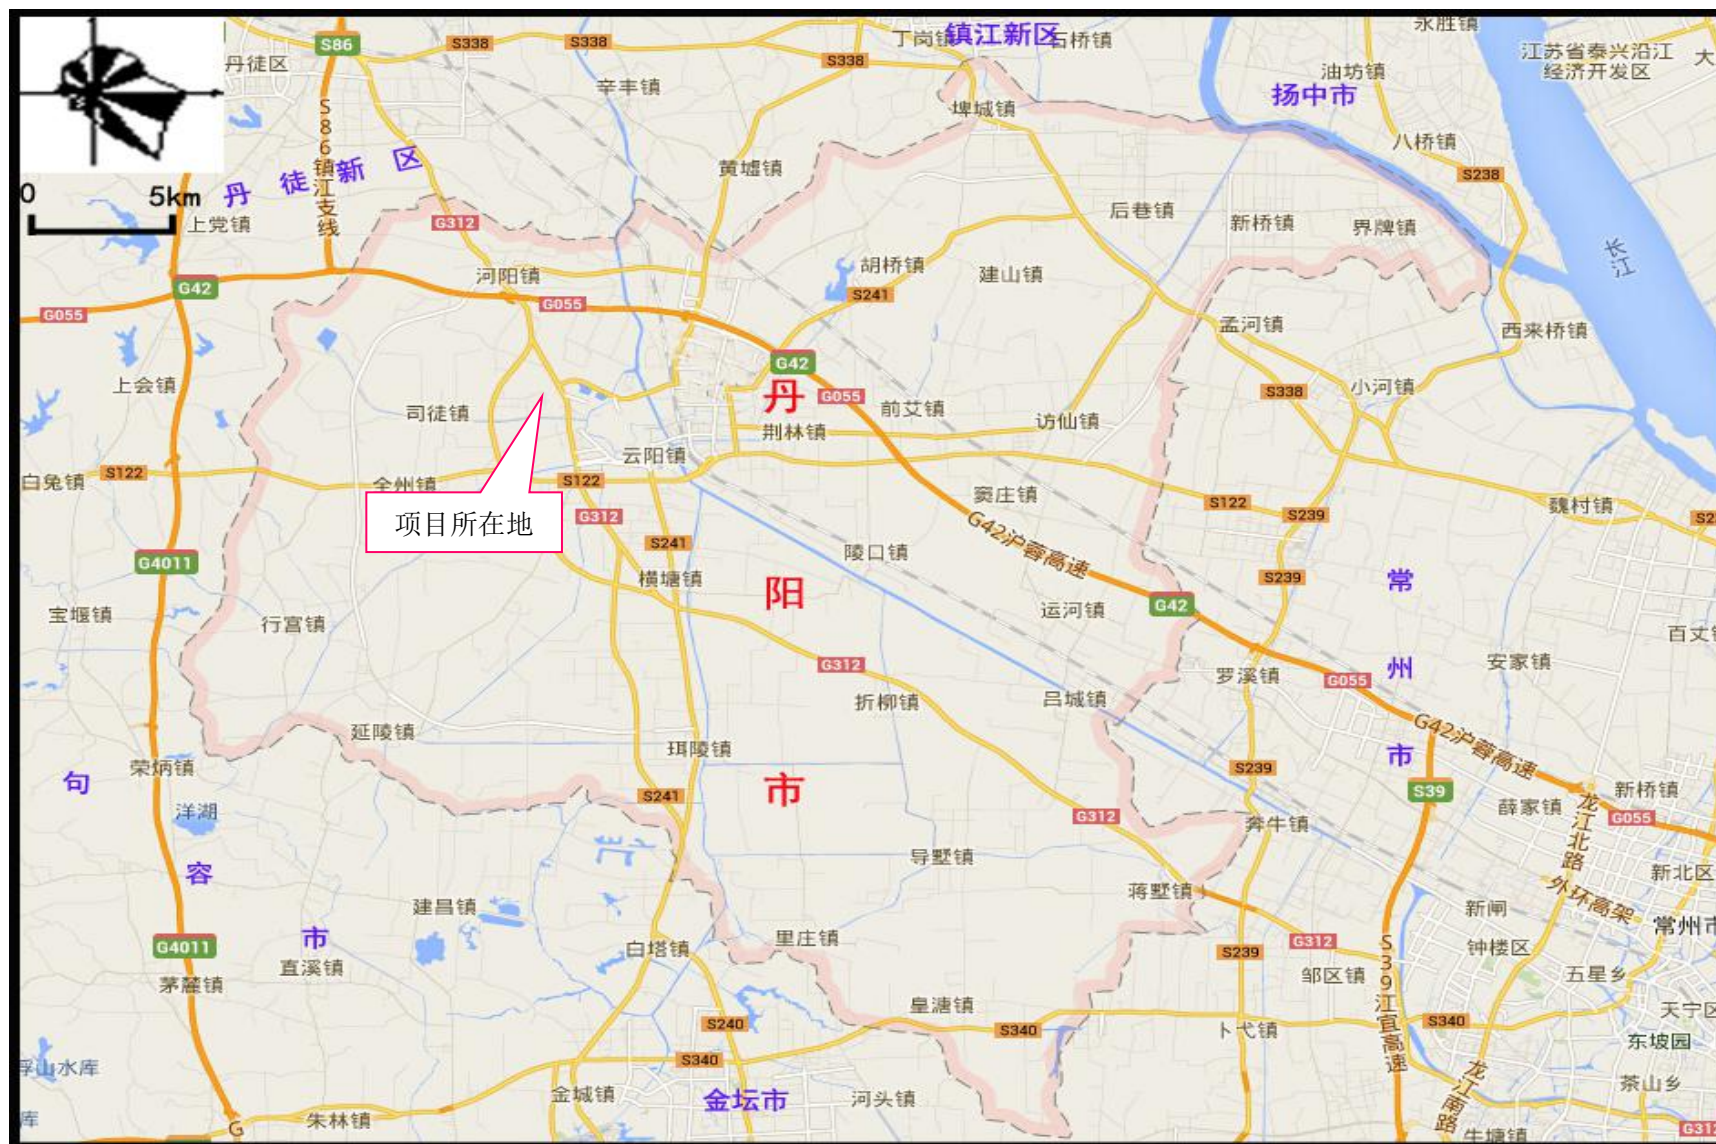 丁岗镇
镇江新区
石桥镇
永胜镇
S86
S338
S338
S338
丹徒区
辛丰镇
油坊镇
江苏省泰兴沿江
经济开发区
大
扬中市
埤城镇
八桥镇
S86镇江支线
黄墟镇
S238
丹徒新区
0
5km
上党镇
G312
后巷镇
新桥镇
界牌镇
长江
河阳镇
胡桥镇
建山镇
G42
G055
G055
S241
孟河镇
西来桥镇
上会镇
G42
丹
G055
前艾镇
S338
小河镇
司徒镇
荆林镇
访仙镇
云阳镇
白兔镇
S122
全州镇
S122
窦庄镇
S122
S239
魏村镇
项目所在地
G312
S241
陵口镇
G42沪蓉高速
G4011
横塘镇
阳
S239
常
宝堰镇
行宫镇
运河镇
G42
G312
安家镇
州
罗溪镇
G055
折柳镇
吕城镇
延陵镇
珥陵镇
G42沪蓉高速
市
荣炳镇
句
S241
市
S239
S39
新桥镇
洋湖
G312
奔牛镇
薛家镇
龙江北路
G055
容
导墅镇
蒋墅镇
外环高架
新北区
建昌镇
新闸
常州市
市
G4011
白塔镇
里庄镇
S239
G312
S39江宜高速
钟楼区
直溪镇
茅麓镇
邹区镇
五星乡
皇溏镇
天宁区
S240
S340
卜弋镇
S340
东坡园
S340
金城镇
金坛市
河头镇
龙江南路
茶山乡
朱林镇
G
库
牛塘镇